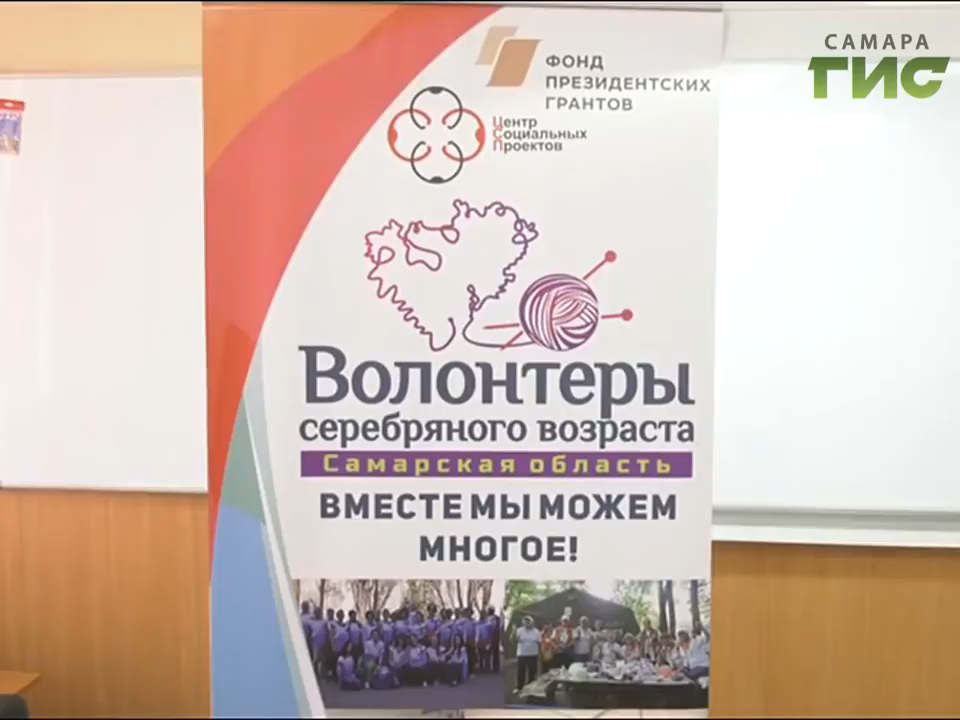 САМАРА
ГИС
ФОНД
ПРЕЗИДЕНТСКИХ
ГРАНТОВ
Центр
Социальных
Проектов
Волонтеры
серебряного возраста
Самарская область
ВМЕСТЕ МЫ МОЖЕМ
МНОГОЕ!